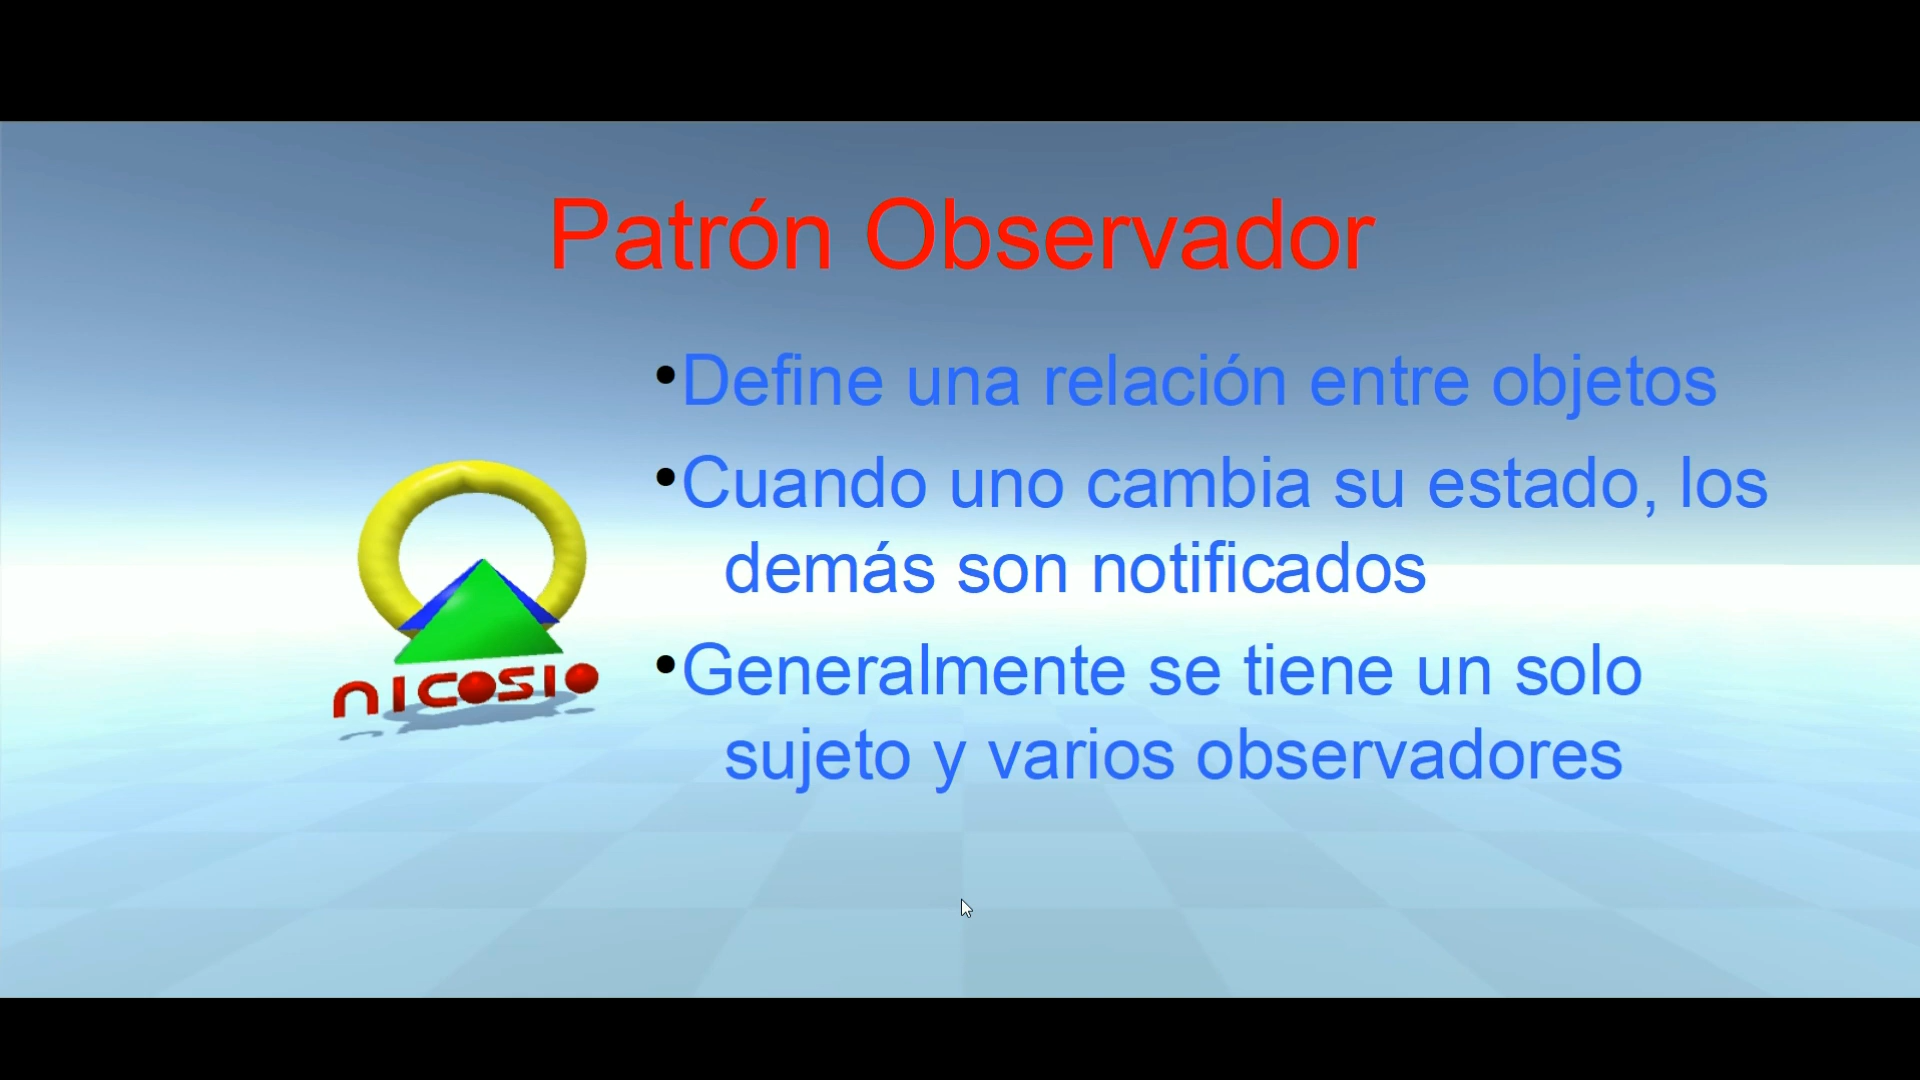 Patrón Observador
•Define una relación entre objetos
•Cuando uno cambia su estado, los
demás son notificados
•Generalmente se tiene un solo
sujeto y varios observadores
nicosio